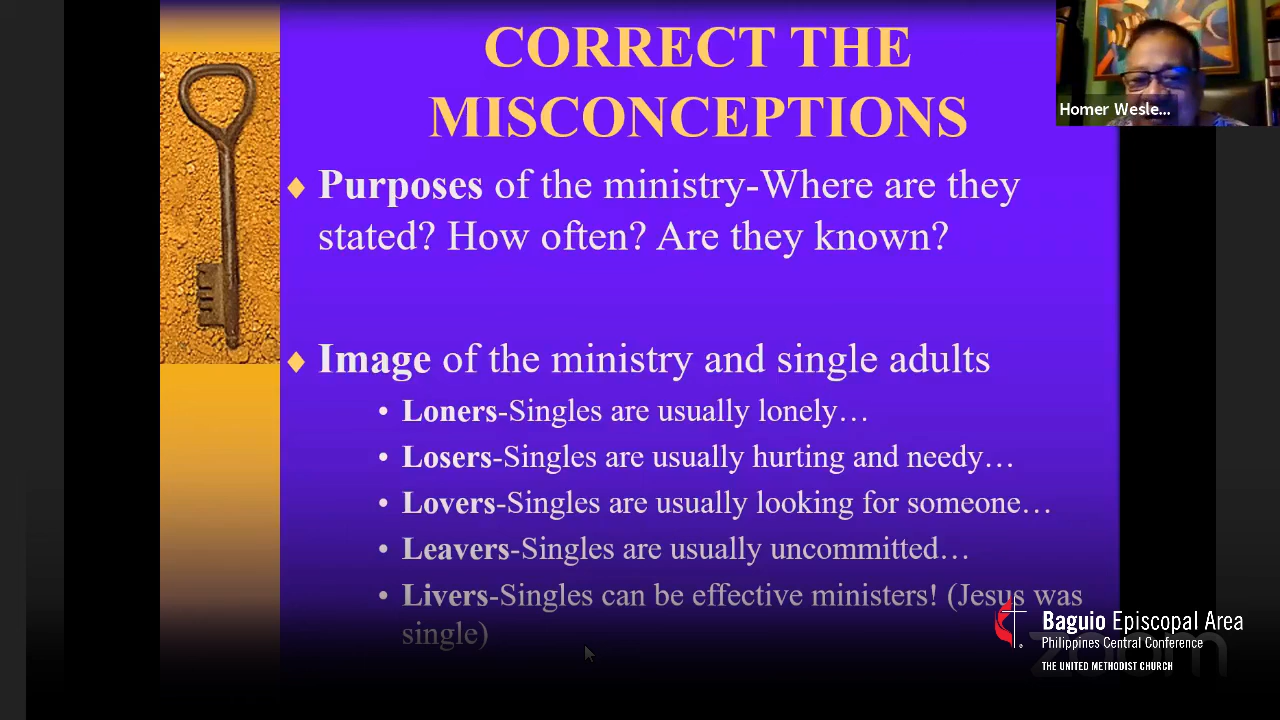 CORRECT THE
MISCONCEPTIONS
Homer Wesle...
Purposes of the ministry-Where are they
stated? How often? Are they known?
Image of the ministry and single adults
• Loners-Singles are usually lonely…
• Losers-Singles are usually hurting and needy…
• Lovers-Singles are usually looking for someone…
• Leavers-Singles are usually uncommitted…
• Livers-Singles can be effective ministers! (Jesus was
single)
Baguio Episcopal Area
Philippines Central Conference
THE UNITED METHODIST CHURCH
zoom